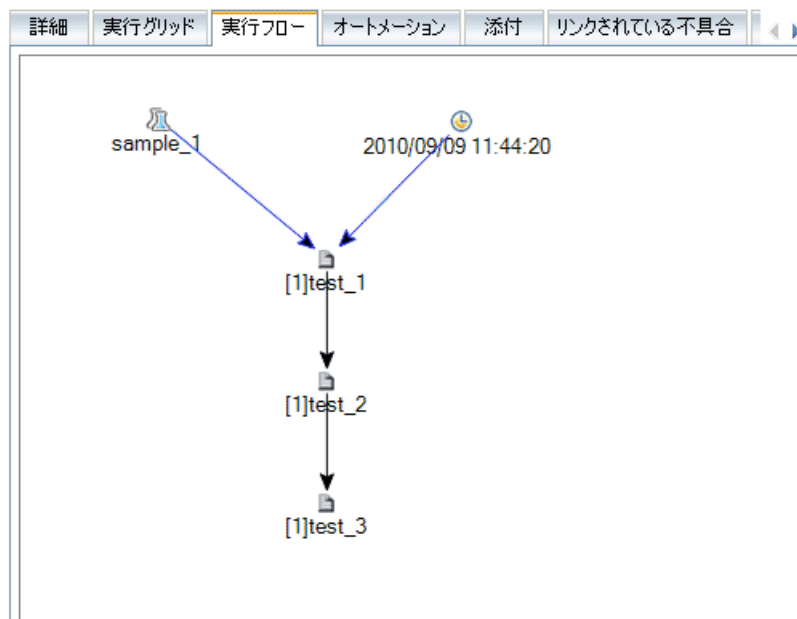 詳細 実行グリッド 実行フロー オートメーション 添付 リンクされている不具合
sample_1 2010/09/09 11:44:20
[1]test_1
[1]test_2
[1]test_3